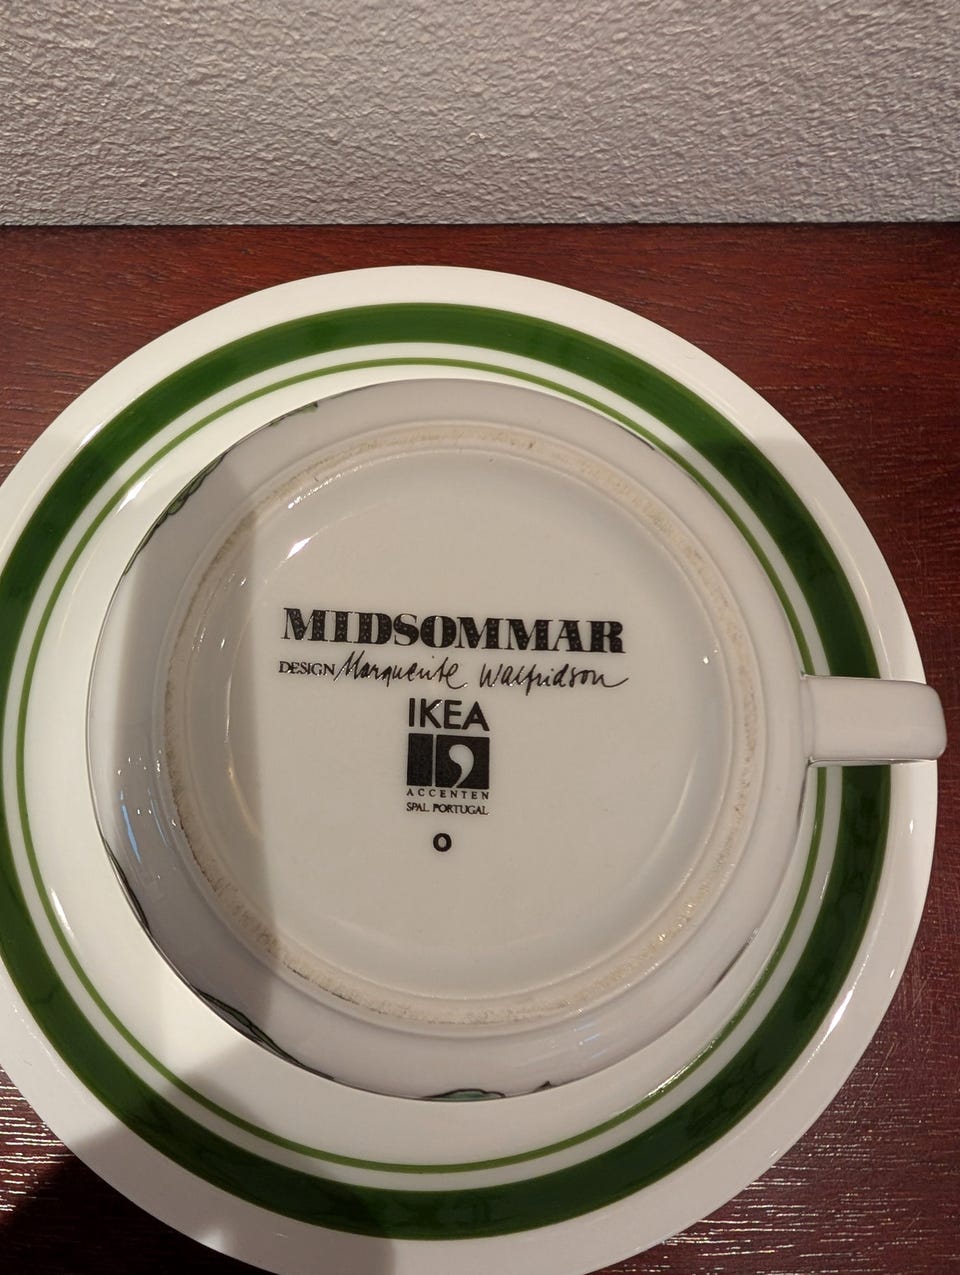 MIDSOMMAR
DESIGN Marguerite Walfridson
IKEA
ACCENTEN
SPAL PORTUGAL
O